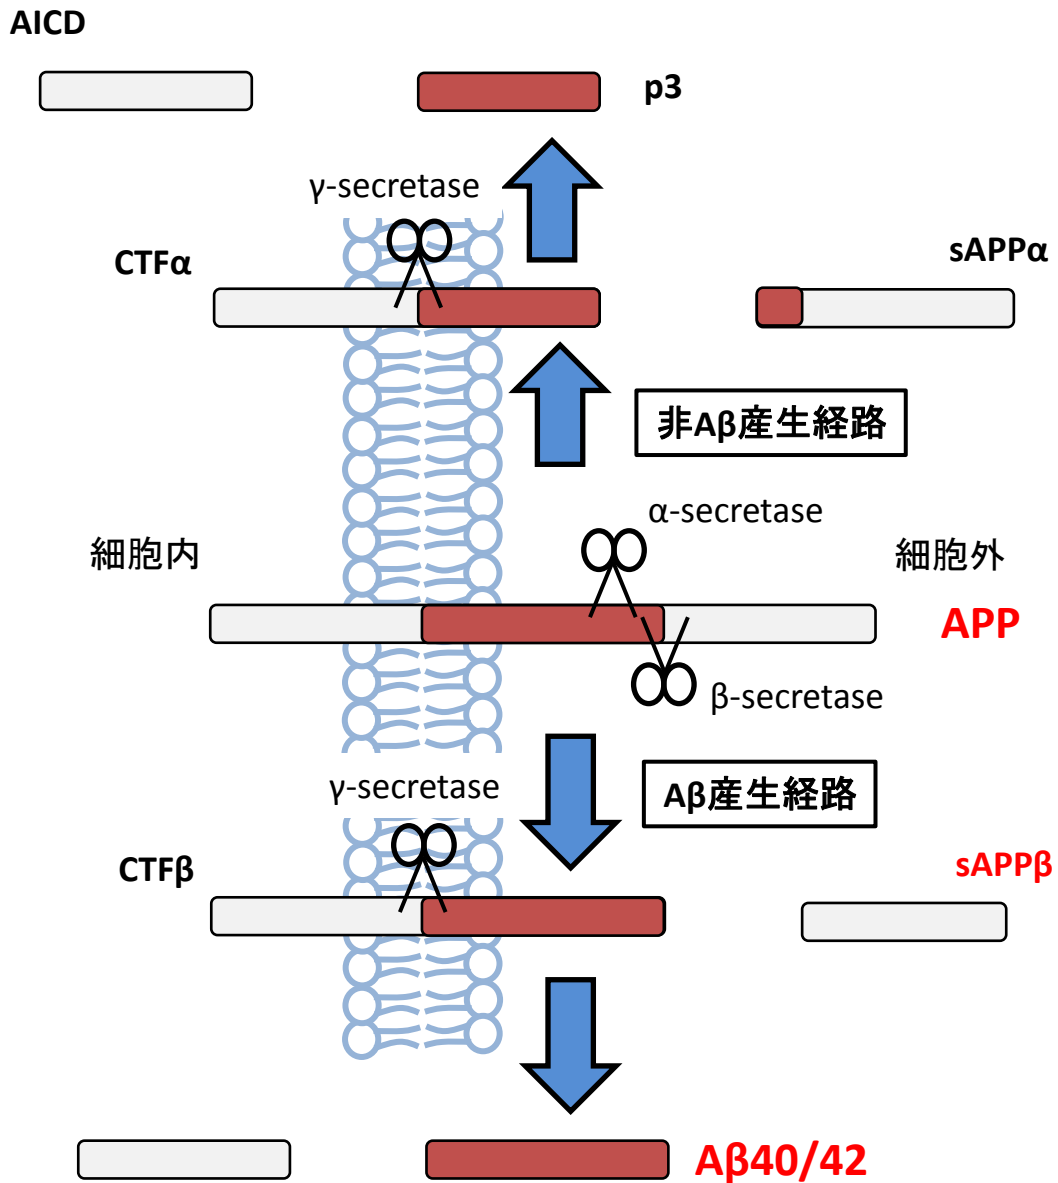 AICD
p3
γ-secretase
CTFα
sAPPα
非Aβ産生経路
α-secretase
細胞内
細胞外
APP
β-secretase
γ-secretase
Aβ産生経路
CTFβ
sAPPβ
Aβ40/42